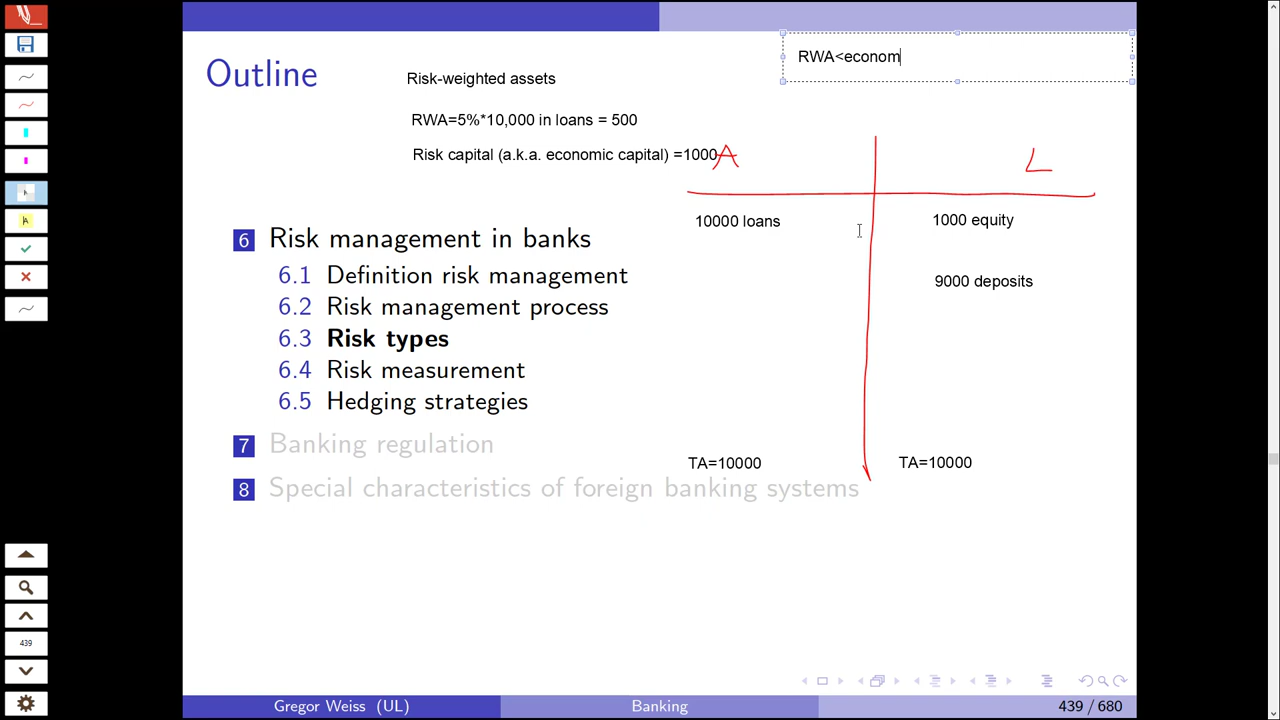 RWA<econom
Outline
Risk-weighted assets
RWA=5%*10,000 in loans = 500
Risk capital (a.k.a. economic capital) =1000
A
L
10000 loans
1000 equity
9000 deposits
6 Risk management in banks
6.1 Definition risk management
6.2 Risk management process
6.3 Risk types
6.4 Risk measurement
6.5 Hedging strategies
7 Banking regulation
TA=10000
TA=10000
8 Special characteristics of foreign banking systems
439
Gregor Weiss (UL)
Banking
439 / 680